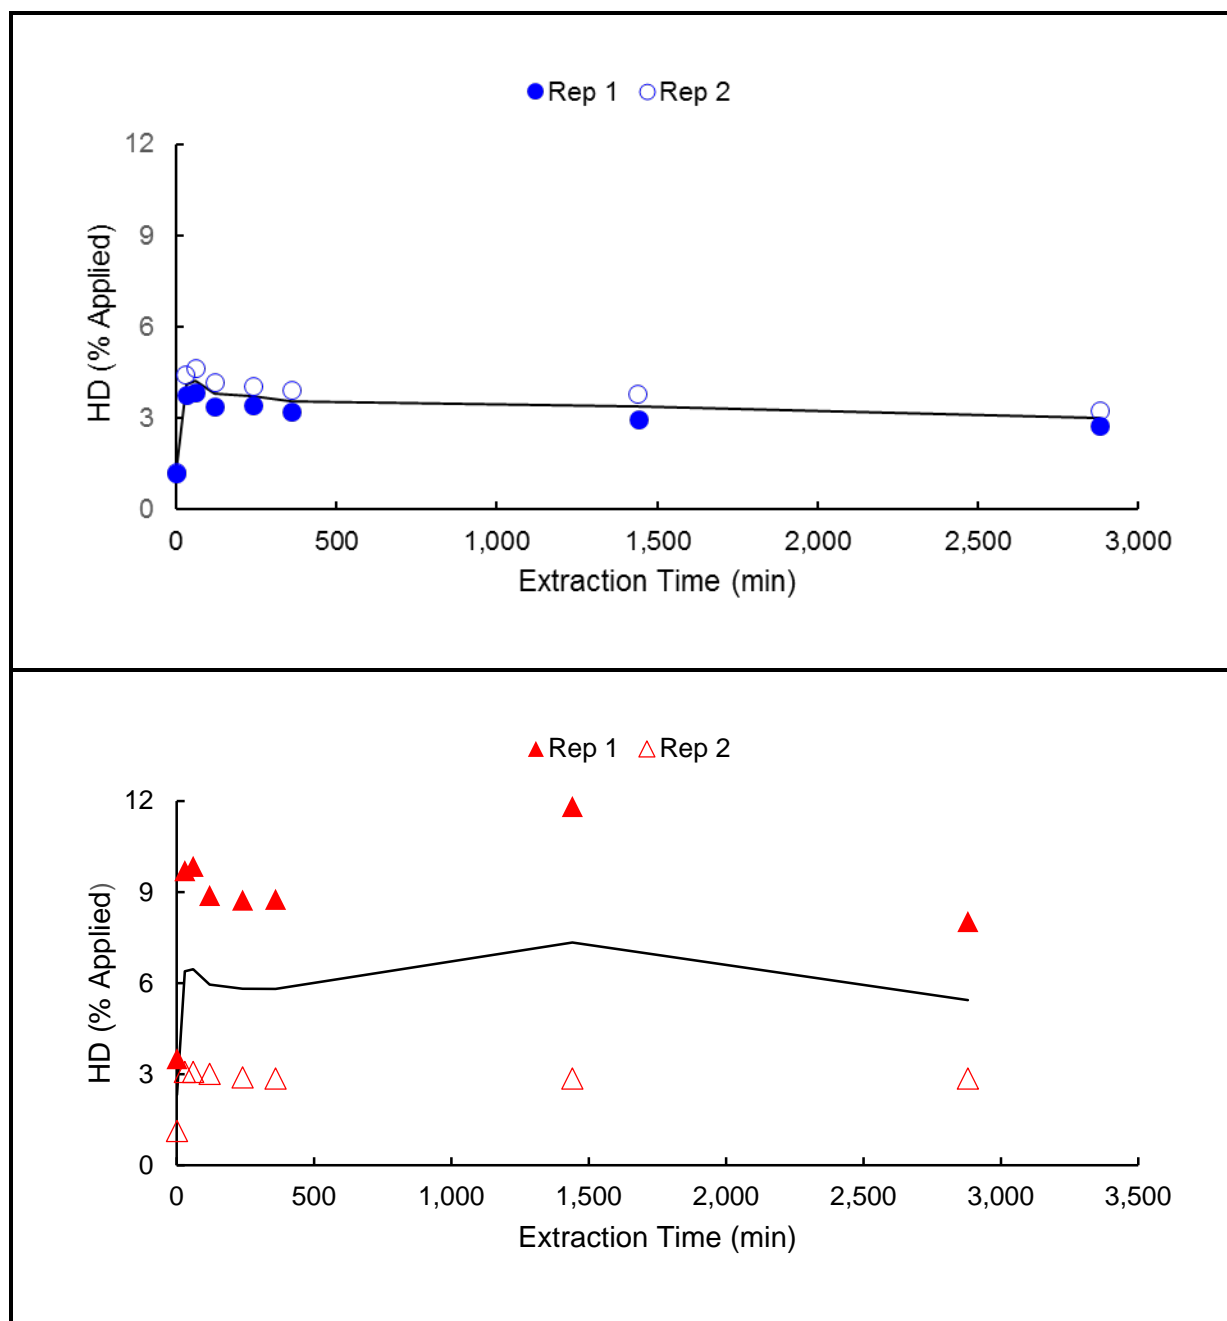 Rep 1 Rep 2
12
9
6
3
0
HD (% Applied)
0 500 1,000 1,500 2,000 2,500 3,000
Extraction Time (min)
Rep 1 Rep 2
12
9
6
3
0
HD (% Applied)
0 500 1,000 1,500 2,000 2,500 3,000 3,500
Extraction Time (min)